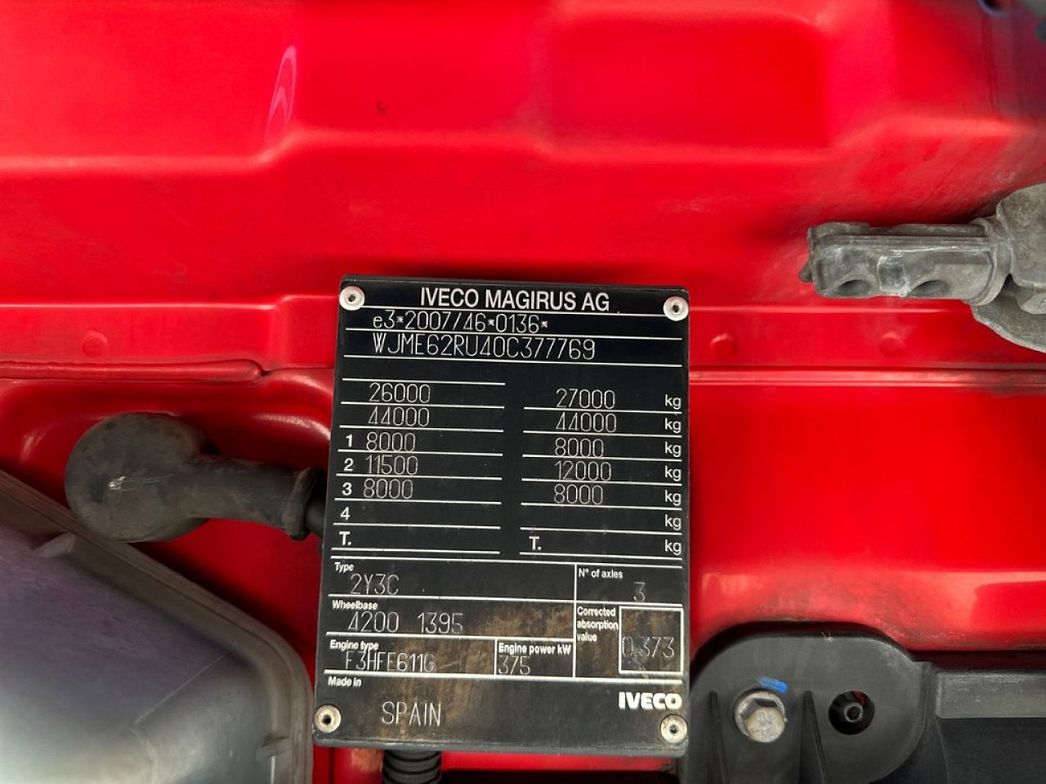 IVECO MAGIRUS AG
e3*2007/46*0136*
WJME62RU40C377769
26000 27000 kg
44000 44000 kg
1 8000 8000 kg
2 11500 12000 kg
3 8000 8000 kg
4 kg
T. T. kg
Type 2Y3C N° of axles 3
Wheelbase 4200 1395 Corrected absorption value 0.373
Engine type F3HFE611G Engine power kW 375
Made in SPAIN
IVECO